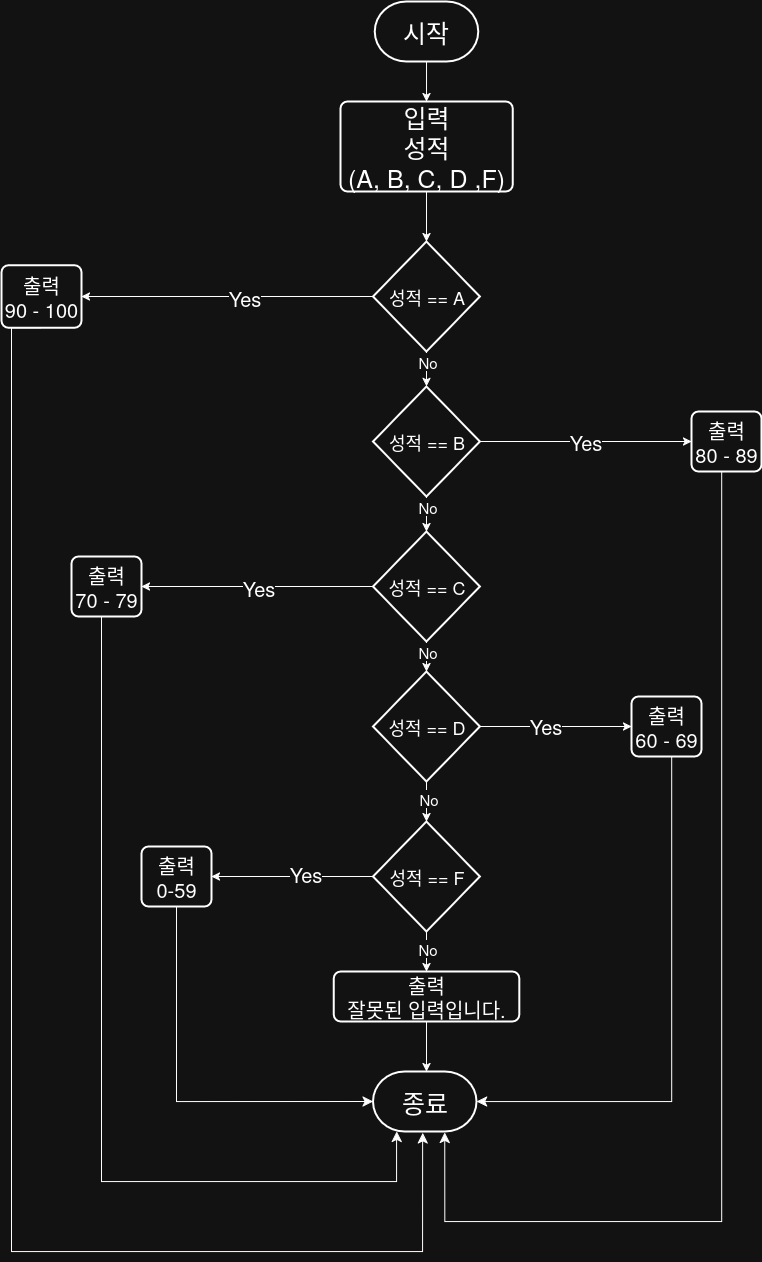 시작
입력
성적
(A, B, C, D ,F)
성적 == A
Yes
출력
90 - 100
No
성적 == B
Yes
출력
80 - 89
No
성적 == C
Yes
출력
70 - 79
No
성적 == D
Yes
출력
60 - 69
No
성적 == F
Yes
출력
0-59
No
출력
잘못된 입력입니다.
종료